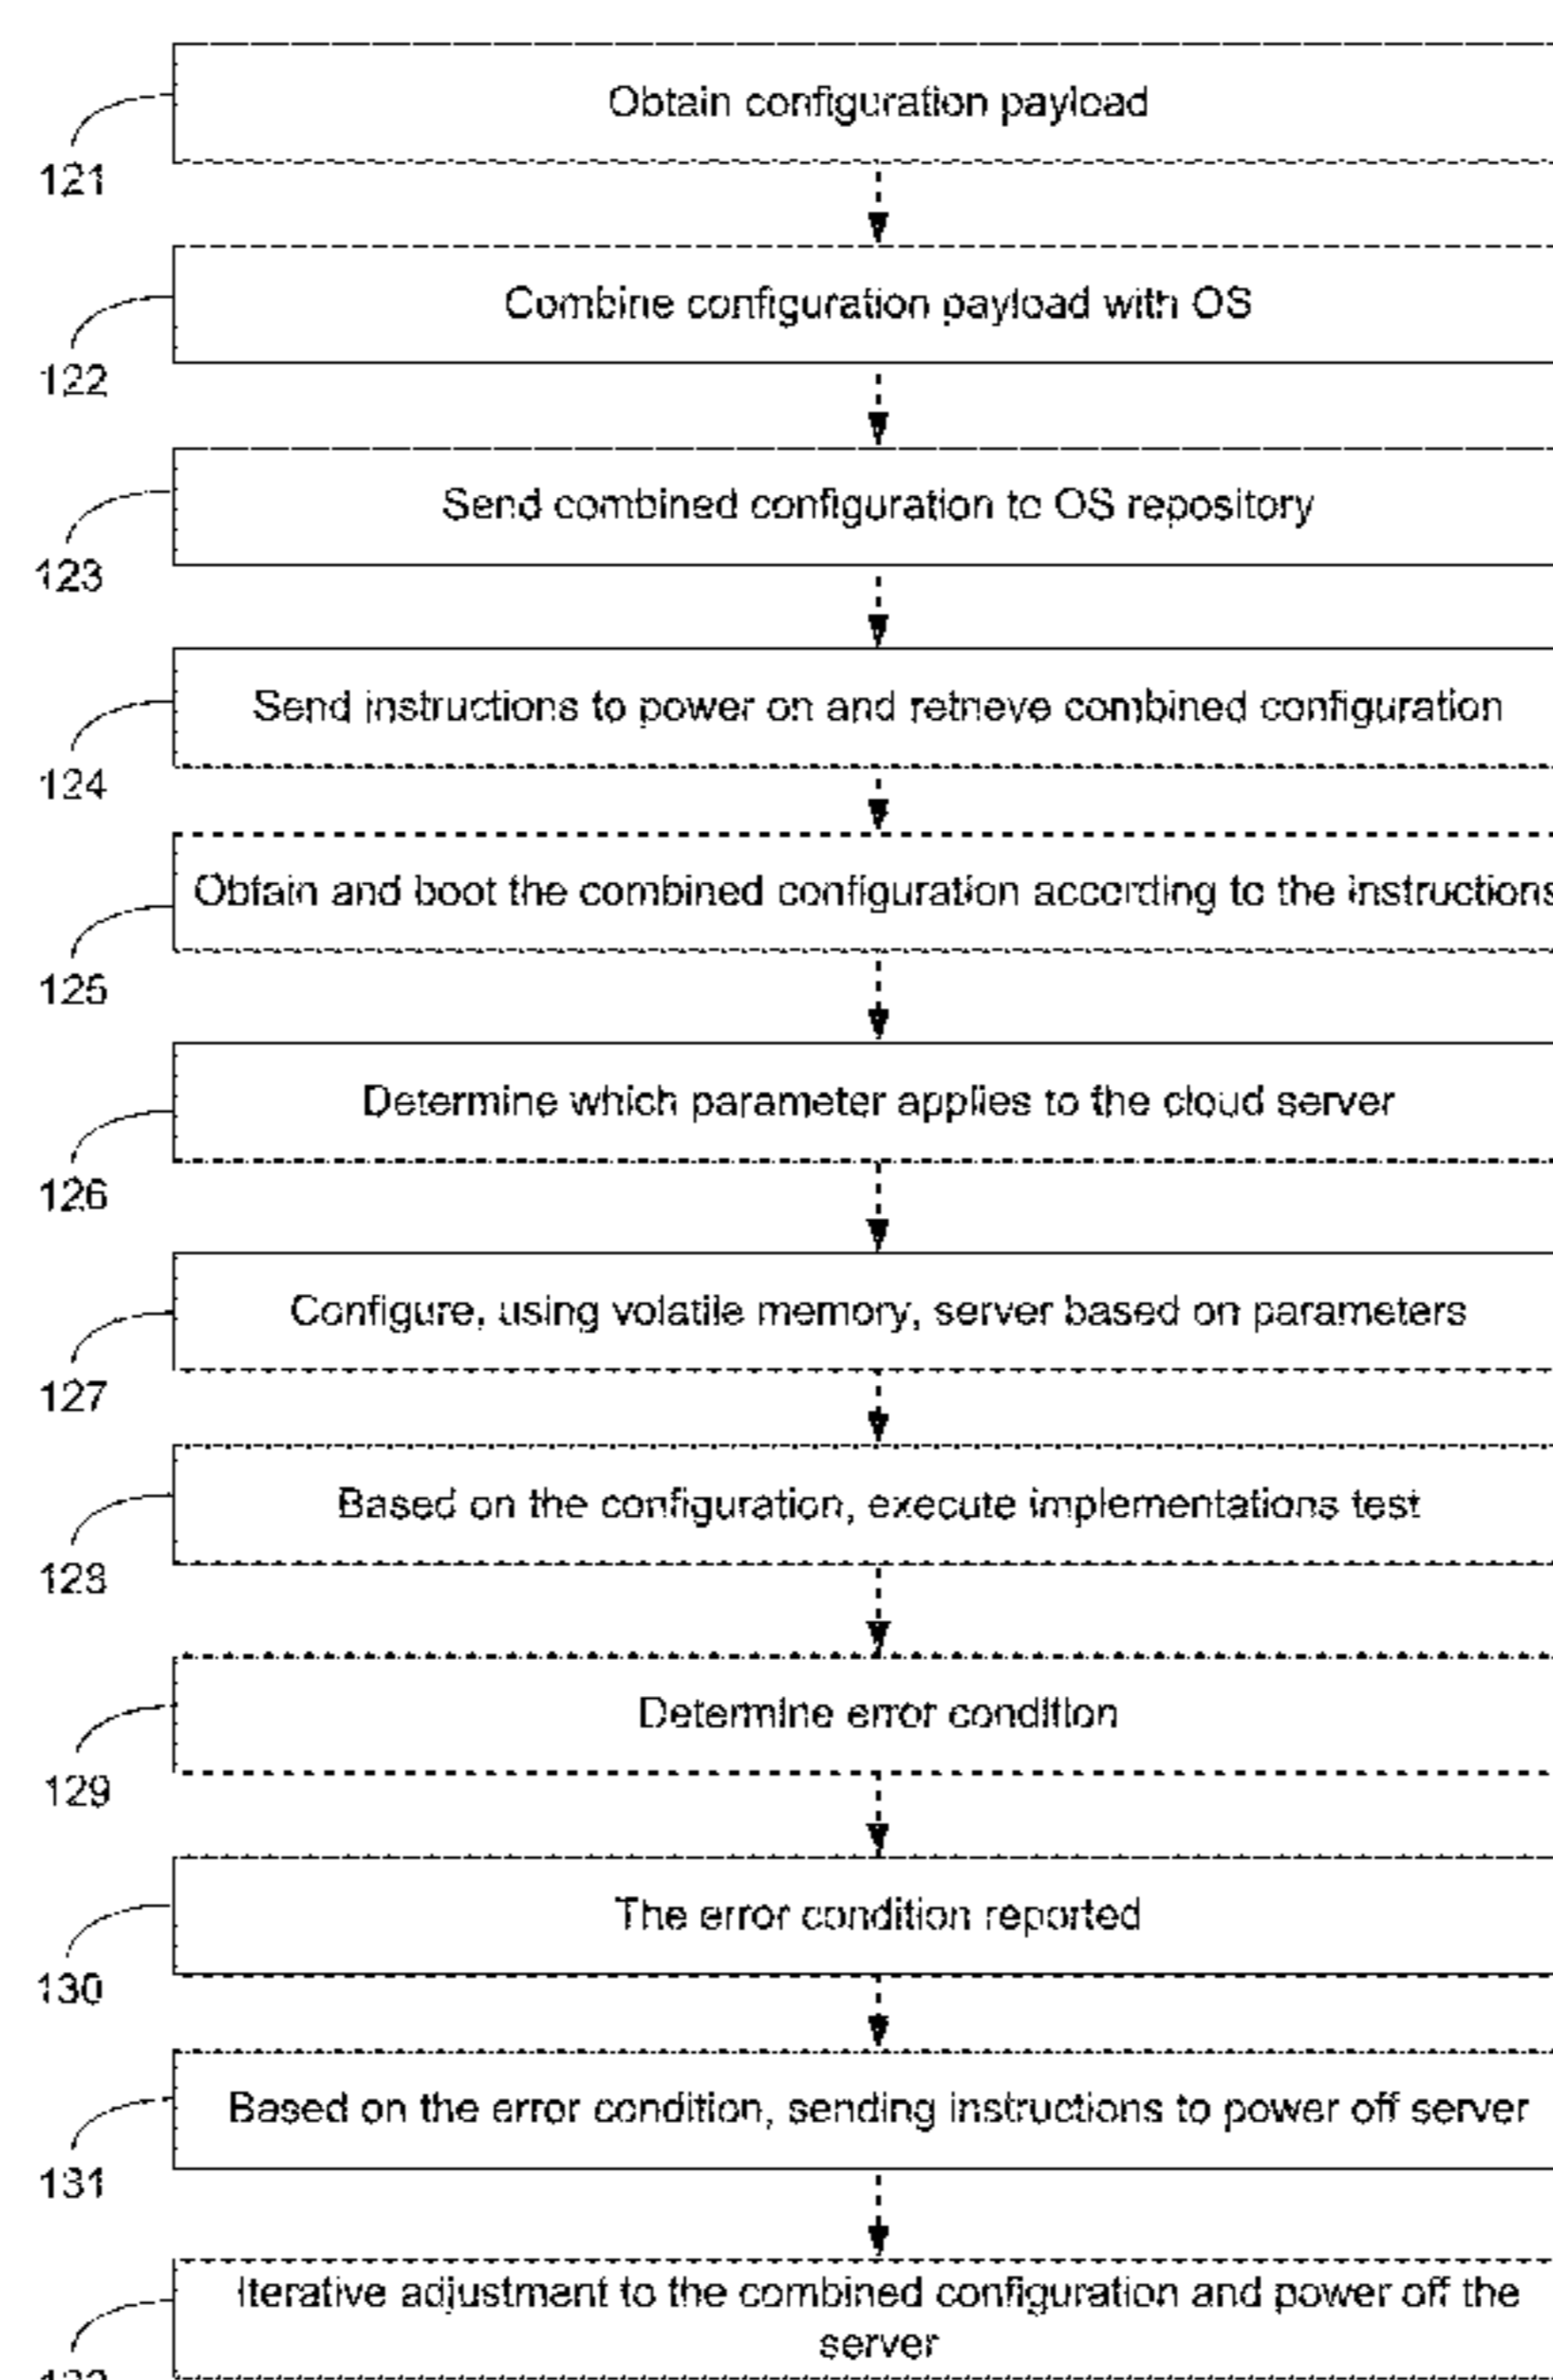 Obtain configuration payload
121
Combine configuration payload with OS
122
Send combined configuration to OS repository
123
Send instructions to power on and retrieve combined configuration
124
Obtain and boot the combined configuration according to the instructions
125
Determine which parameter applies to the cloud server
126
Configure, using volatile memory, server based on parameters
127
Based on the configuration, execute implementations test
128
Determine error condition
129
The error condition reported
130
Based on the error condition, sending instructions to power off server
131
Iterative adjustment to the combined configuration and power off the
server